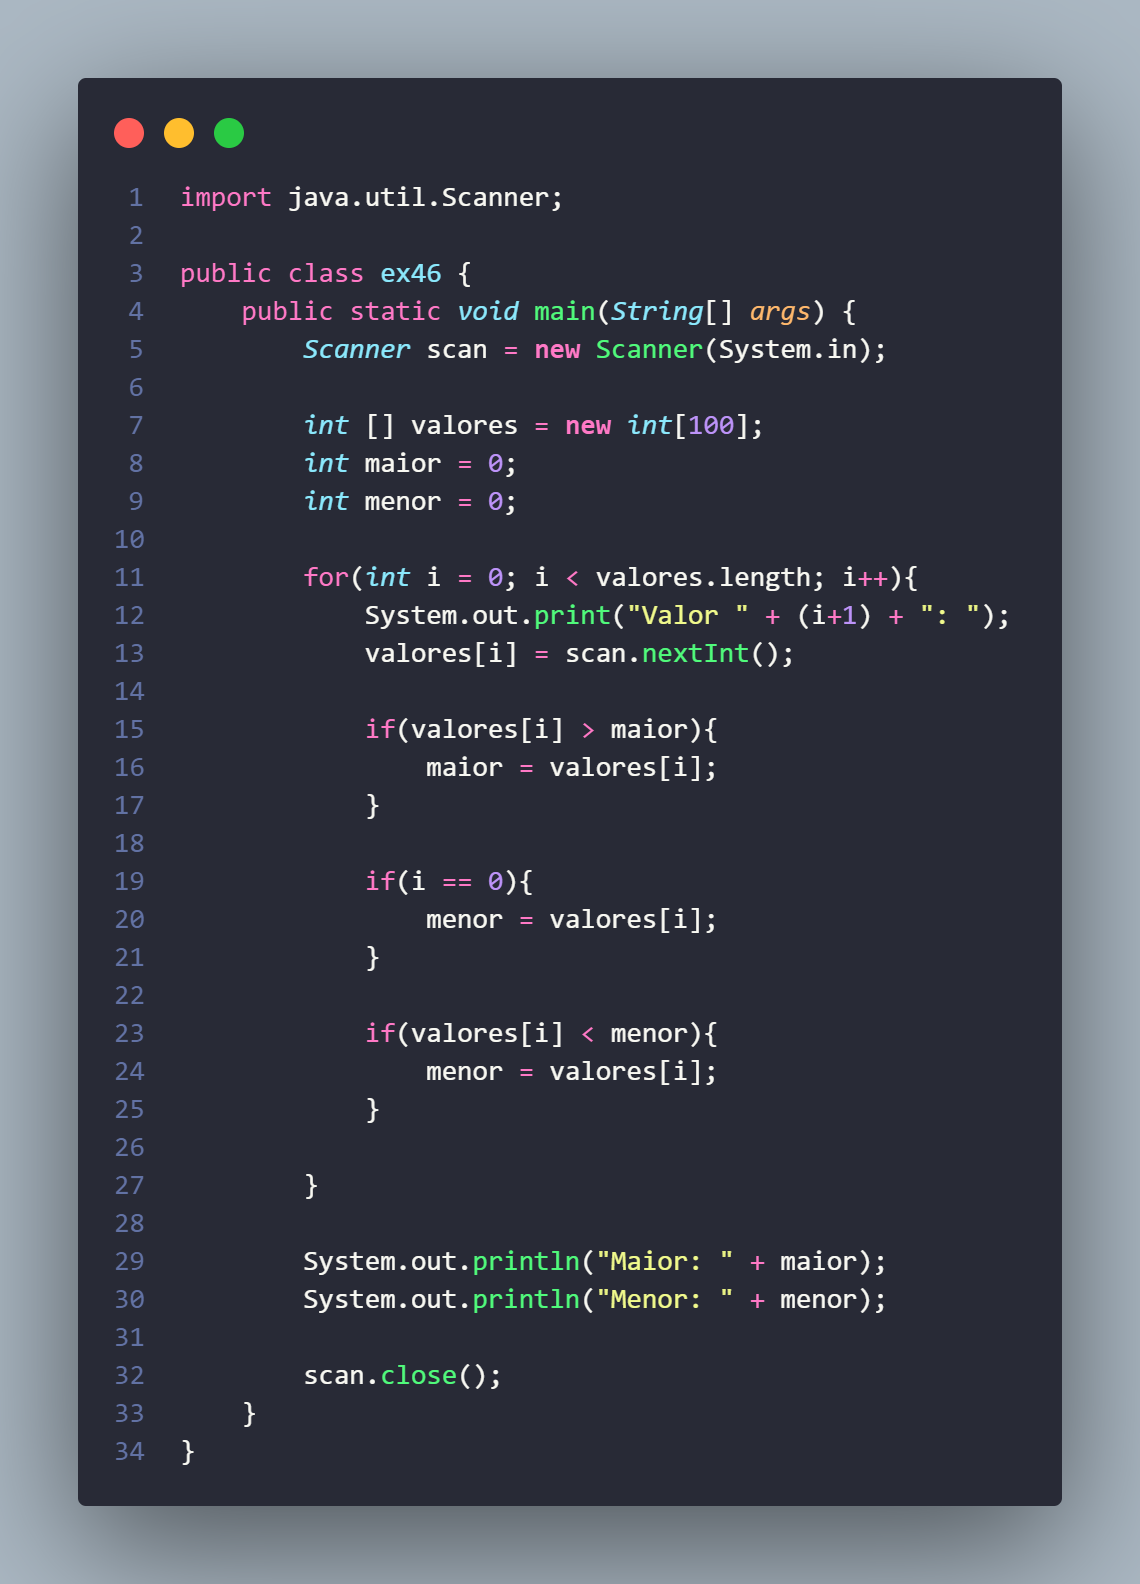 1 import java.util.Scanner;
2
3 public class ex46 {
4     public static void main(String[] args) {
5         Scanner scan = new Scanner(System.in);
6
7         int [] valores = new int[100];
8         int maior = 0;
9         int menor = 0;
10
11         for(int i = 0; i < valores.length; i++){
12             System.out.print("Valor " + (i+1) + ": ");
13             valores[i] = scan.nextInt();
14
15             if(valores[i] > maior){
16                 maior = valores[i];
17             }
18
19             if(i == 0){
20                 menor = valores[i];
21             }
22
23             if(valores[i] < menor){
24                 menor = valores[i];
25             }
26
27         }
28
29         System.out.println("Maior: " + maior);
30         System.out.println("Menor: " + menor);
31
32         scan.close();
33     }
34 }